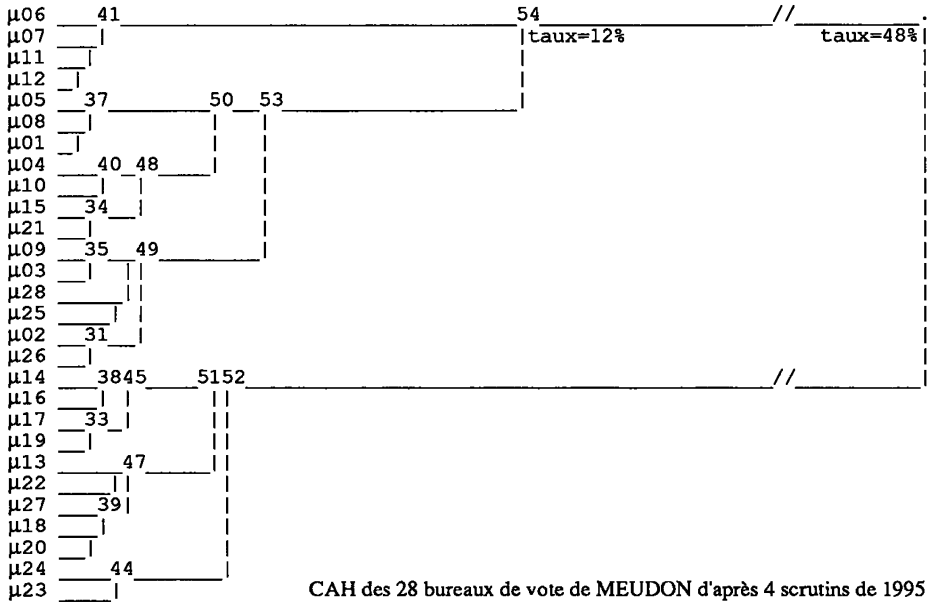 µ06 41 54 //
µ07 taux=12% taux=48%
µ11
µ12
µ05 37 50 53
µ08
µ01
µ04 40 48
µ10
µ15 34
µ21
µ09 35 49
µ03
µ28
µ25
µ02 31
µ26
µ14 3845 5152 //
µ16
µ17 33
µ19
µ13 47
µ22
µ27 39
µ18
µ20
µ24 44
µ23 CAH des 28 bureaux de vote de MEUDON d'après 4 scrutins de 1995